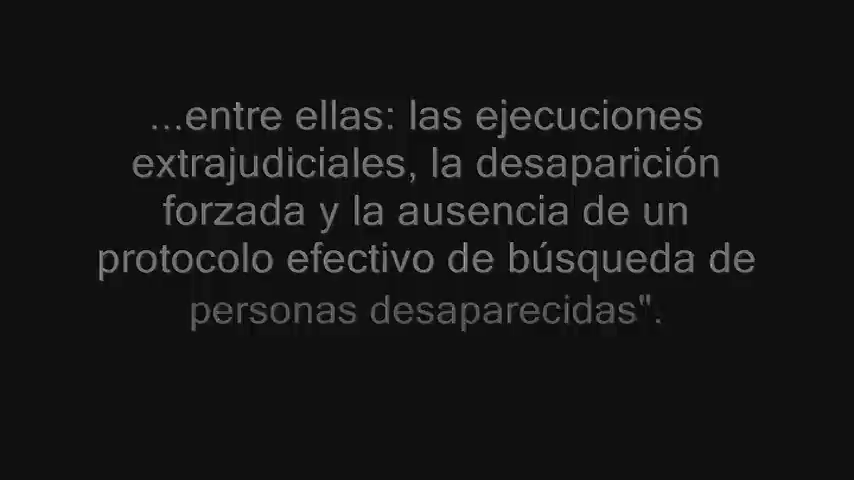 ...entre ellas: las ejecuciones
extrajudiciales, la desaparición
forzada y la ausencia de un
protocolo efectivo de búsqueda de
personas desaparecidas".